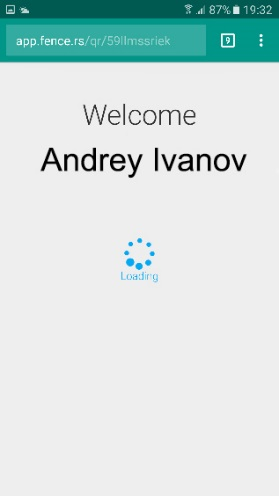 87% 19:32
app.fence.rs/qr/59llmssriek
9
Welcome
Andrey Ivanov
Loading